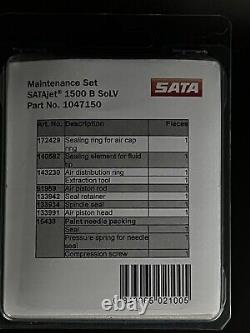 Maintenance Set
SATAjet® 1500 B SoLV
Part No. 1047150
SATA
Art. No. Description Pieces
172429 Sealing ring for air cap 1
ring
140582 Sealing element for fluid 1
tip
143230 Air distribution ring 1
Extraction tool 1
91959 Air piston rod 1
133942 Seal retainer 1
133934 Spindle seal 1
133991 Air piston head 1
15438 Paint needle packing 1
Seal 1
Pressure spring for needle 1
seal
Compression screw 1
021005